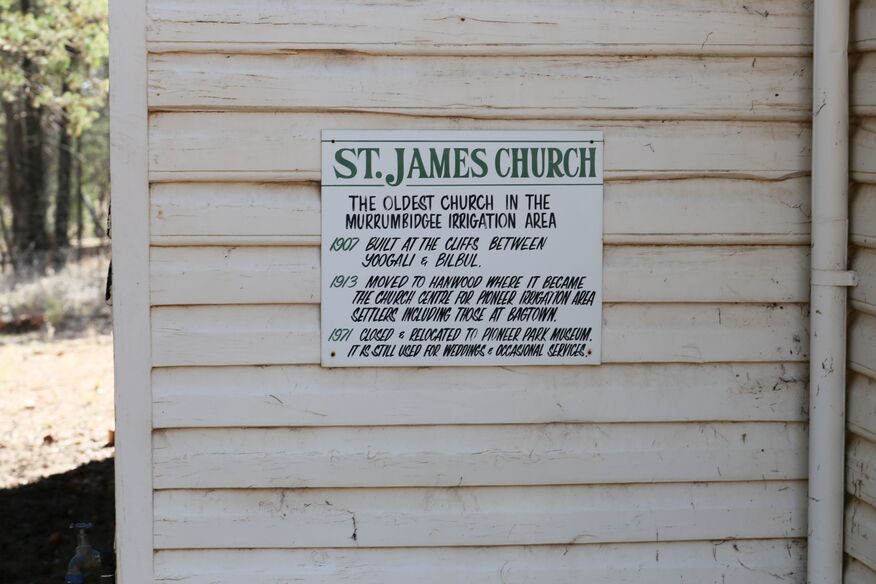 ST. JAMES CHURCH
THE OLDEST CHURCH IN THE
MURRUMBIDGEE IRRIGATION AREA
1907 BUILT AT THE CLIFFS BETWEEN
YOOGALI & BILBUL.
1913 MOVED TO HANWOOD WHERE IT BECAME
THE CHURCH CENTRE FOR PIONEER IRRIGATION AREA
SETTLERS INCLUDING THOSE AT BAGTOWN.
1971 CLOSED & RELOCATED TO PIONEER PARK MUSEUM.
IT IS STILL USED FOR WEDDINGS & OCCASIONAL SERVICES.